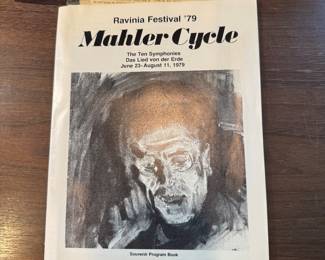 Ravinia Festival '79
Mahler Cycle
The Ten Symphonies
Das Lied von der Erde
June 23-August 11, 1979
Souvenir Program Book